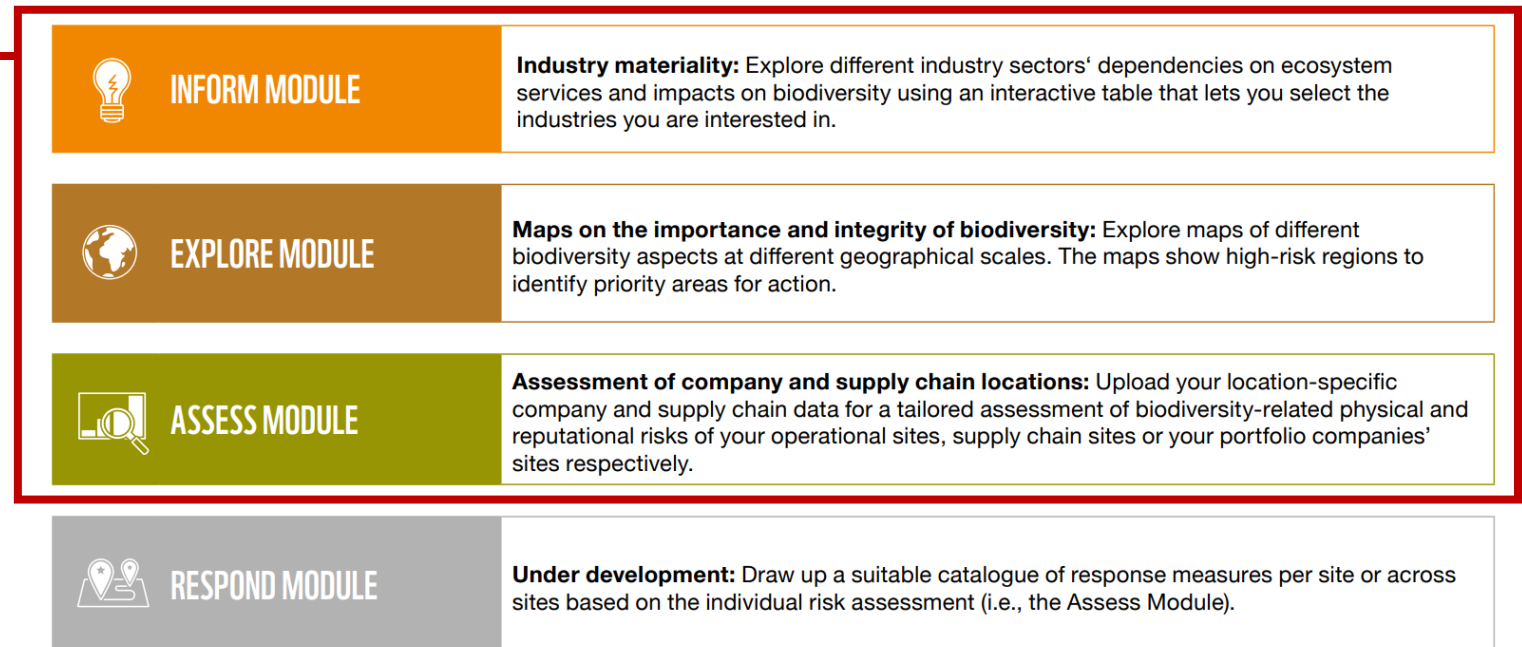 INFORM MODULE
Industry materiality: Explore different industry sectors‘ dependencies on ecosystem
services and impacts on biodiversity using an interactive table that lets you select the
industries you are interested in.
EXPLORE MODULE
Maps on the importance and integrity of biodiversity: Explore maps of different
biodiversity aspects at different geographical scales. The maps show high-risk regions to
identify priority areas for action.
ASSESS MODULE
Assessment of company and supply chain locations: Upload your location-specific
company and supply chain data for a tailored assessment of biodiversity-related physical and
reputational risks of your operational sites, supply chain sites or your portfolio companies’
sites respectively.
RESPOND MODULE
Under development: Draw up a suitable catalogue of response measures per site or across
sites based on the individual risk assessment (i.e., the Assess Module).